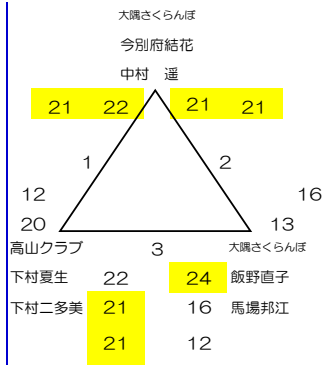 大隅さくらんぼ
今別府結花
中村　遥
21 22 21 21
1 2
12 16
20 13
高山クラブ 3 大隅さくらんぼ
下村夏生 22 24 飯野直子
下村二多美 21 16 馬場邦江
21 12